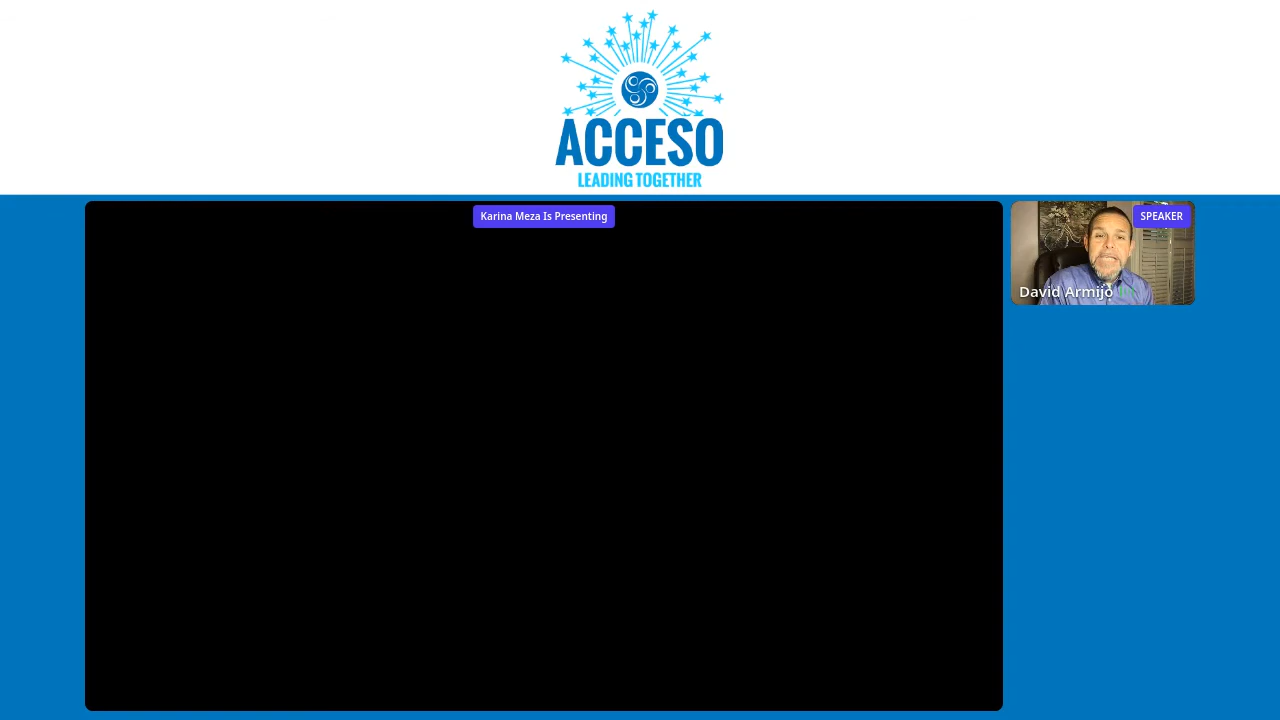 ACCESO
LEADING TOGETHER
Karina Meza Is Presenting
SPEAKER
David Armijo